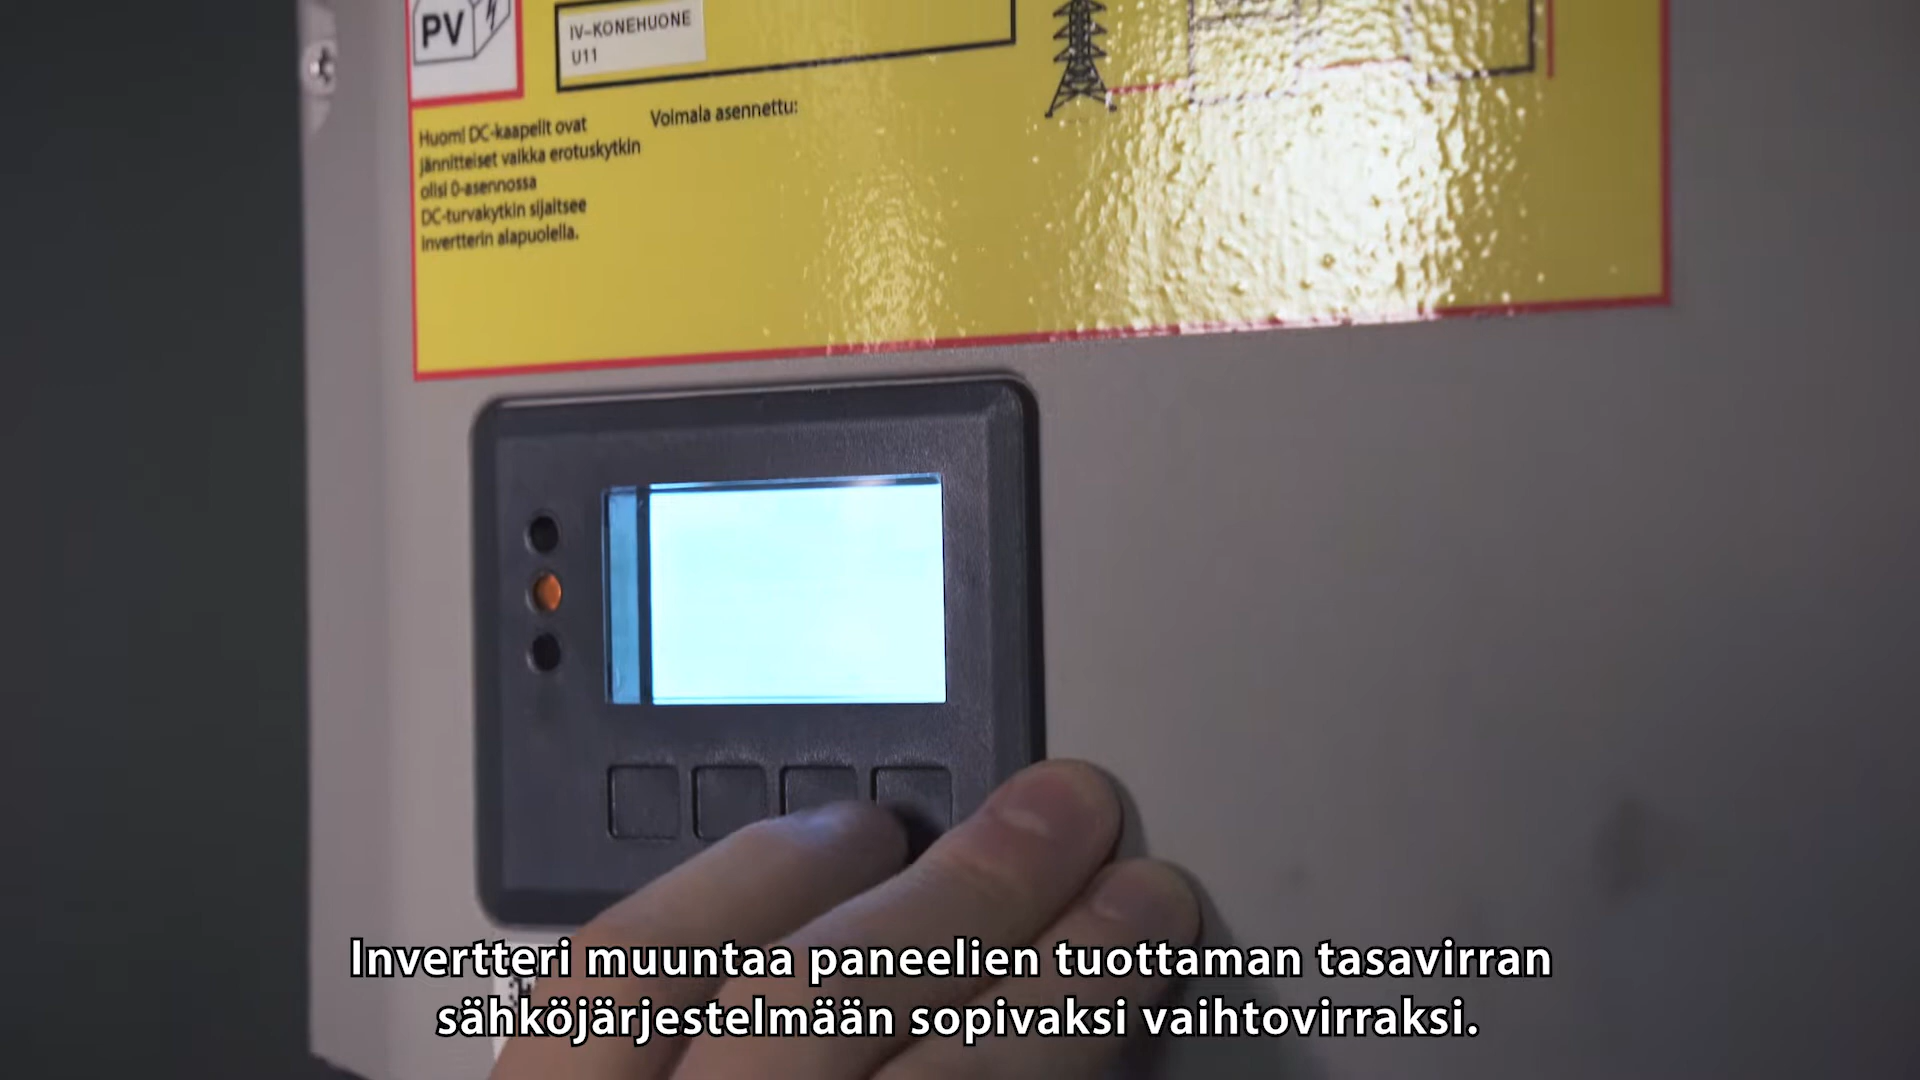 PV
IV-KONEHUONE
U11
Voimala asennettu:
Huom! DC-kaapelit ovat
jännitteiset vaikka erotuskytkin
olisi 0-asennossa
DC-turvakytkin sijaitsee
invertterin alapuolella.
Invertteri muuntaa paneelien tuottaman tasavirran
sähköjärjestelmään sopivaksi vaihtovirraksi.